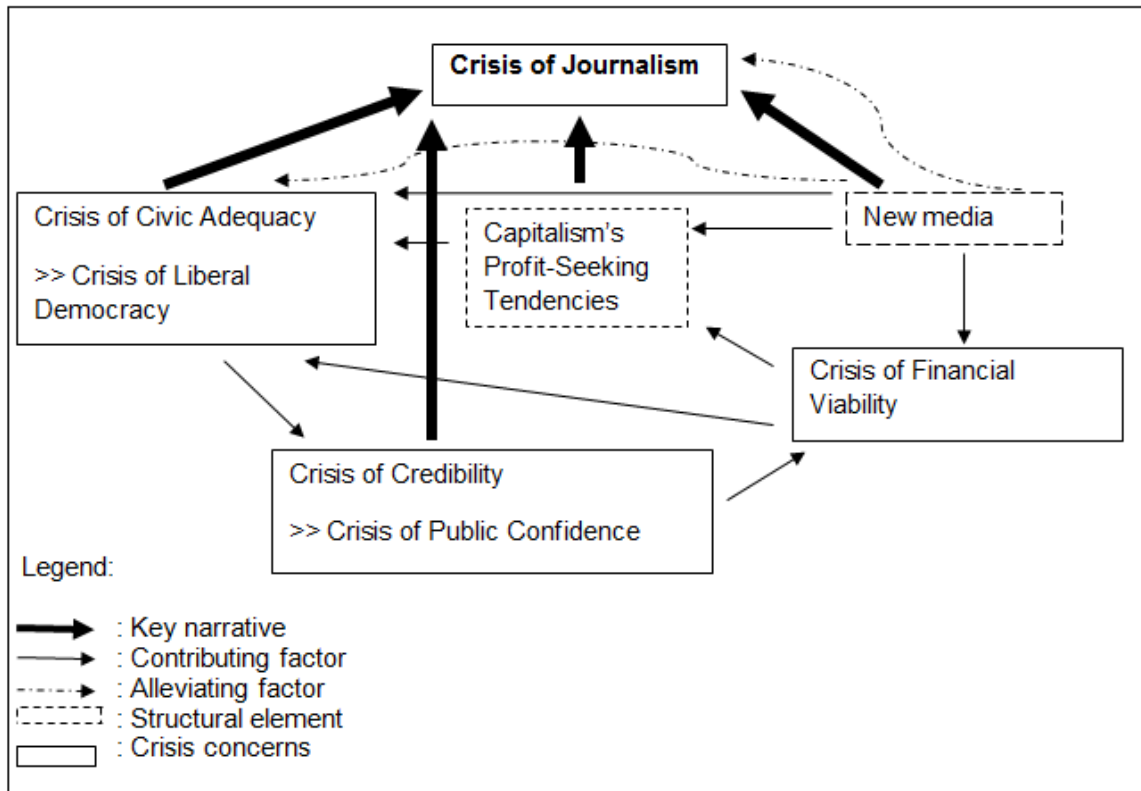 Crisis of Journalism
Crisis of Civic Adequacy
>> Crisis of Liberal
Democracy
Capitalism's
Profit-Seeking
Tendencies
New media
Crisis of Financial
Viability
Crisis of Credibility
>> Crisis of Public Confidence
Legend:
: Key narrative
: Contributing factor
: Alleviating factor
: Structural element
: Crisis concerns